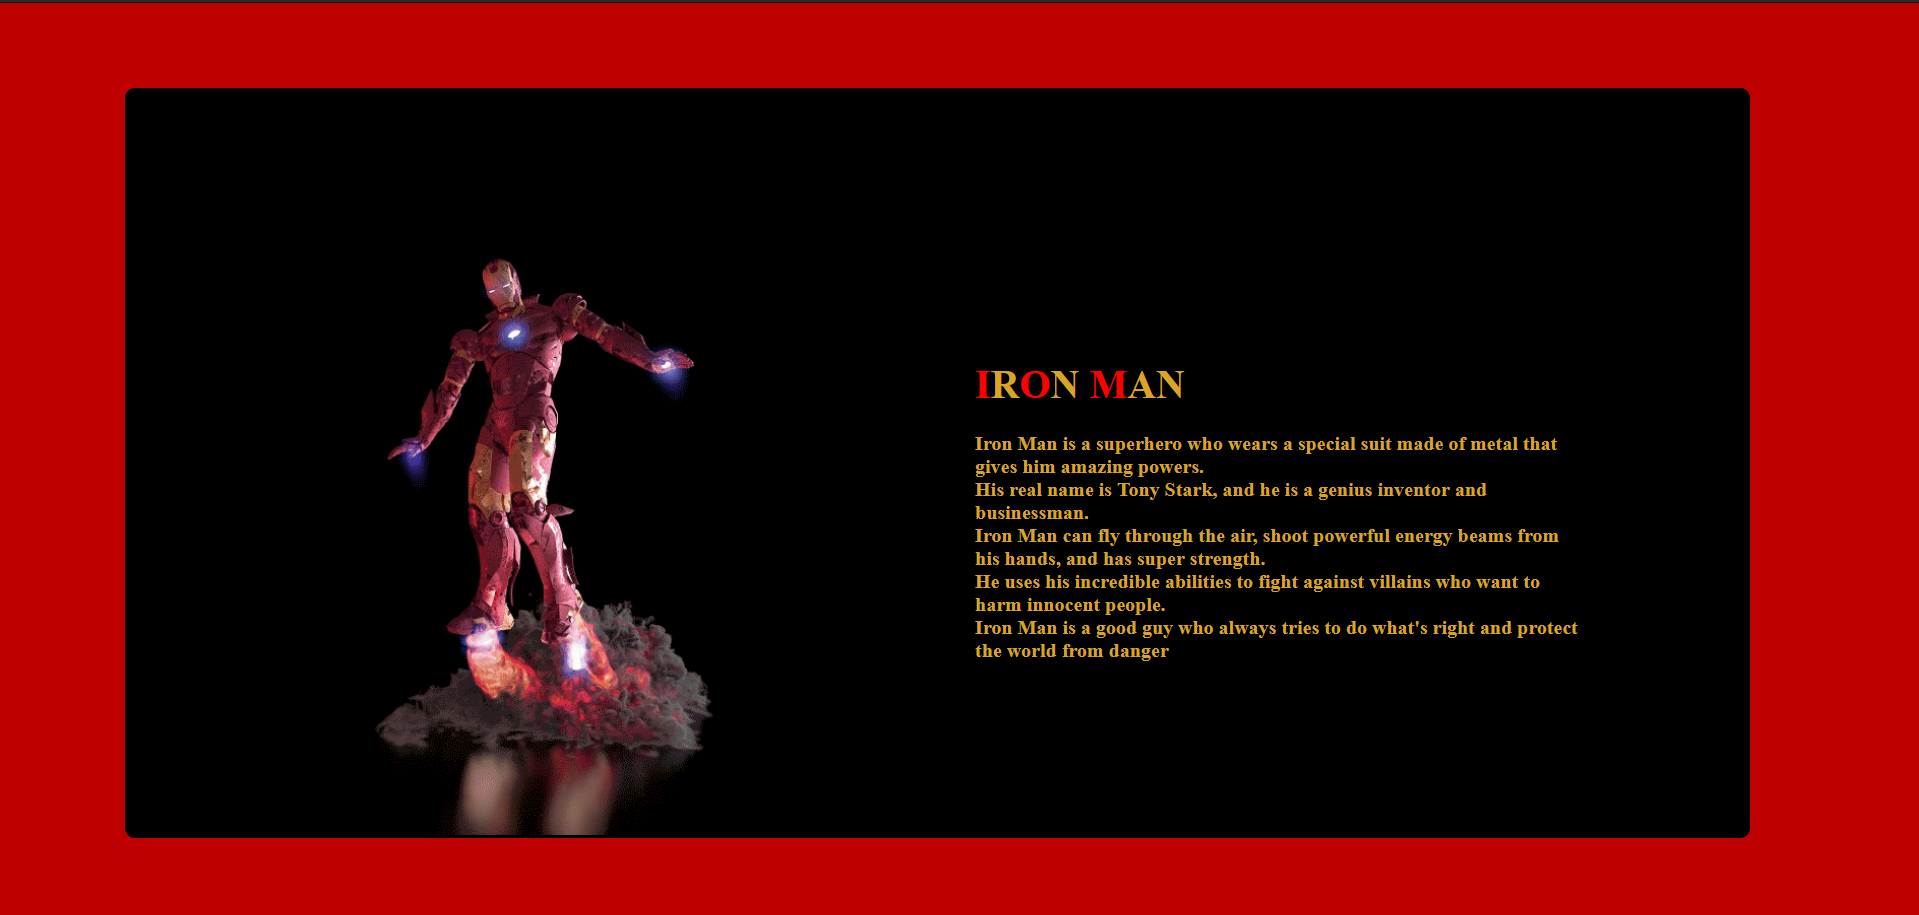 IRON MAN
Iron Man is a superhero who wears a special suit made of metal that
gives him amazing powers.
His real name is Tony Stark, and he is a genius inventor and
businessman.
Iron Man can fly through the air, shoot powerful energy beams from
his hands, and has super strength.
He uses his incredible abilities to fight against villains who want to
harm innocent people.
Iron Man is a good guy who always tries to do what's right and protect
the world from danger